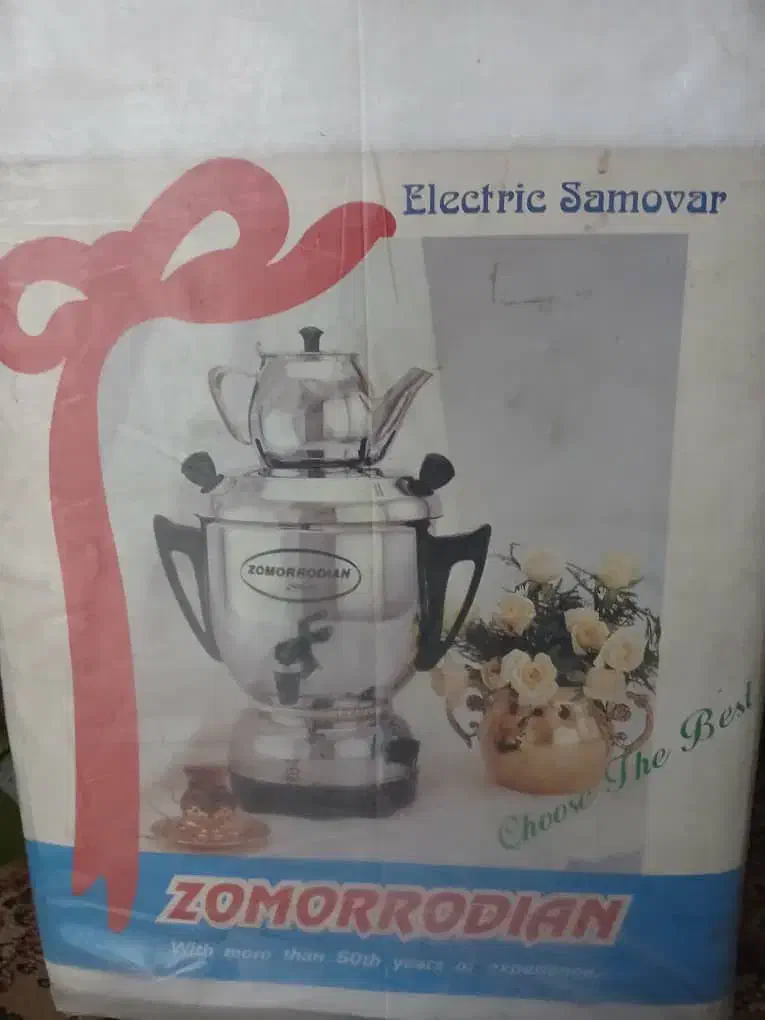 Electric Samovar
ZOMORRODIAN
Choose The Best
ZOMORRODIAN
With more than 50th years of experience.